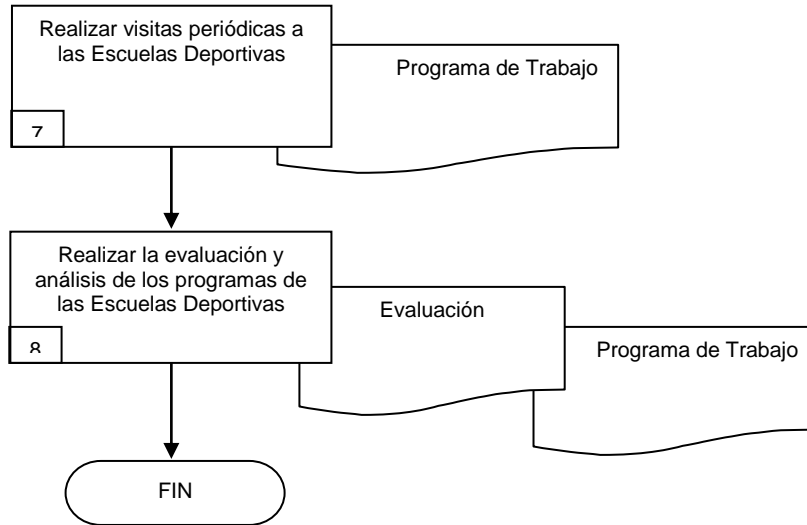 Realizar visitas periódicas a
las Escuelas Deportivas
Programa de Trabajo
7
Realizar la evaluación y
análisis de los programas de
las Escuelas Deportivas
Evaluación
Programa de Trabajo
8
FIN